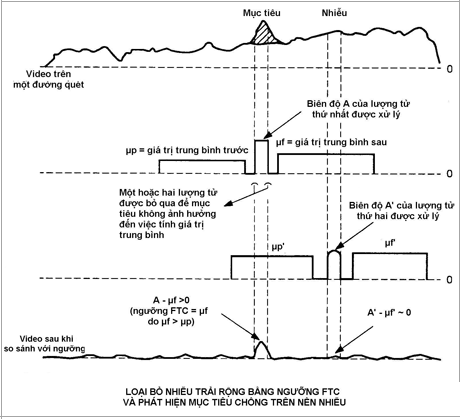 Mục tiêu
Nhiễu
Video trên
một đường quét
0
Biên độ A của lượng tử
thứ nhất được xử lý
μp = giá trị trung bình trước
μf = giá trị trung bình sau
0
Một hoặc hai lượng tử
được bỏ qua để mục
tiêu không ảnh hưởng
đến việc tính giá trị
trung bình
Biên độ A' của lượng tử
thứ hai được xử lý
μp'
μf'
0
A - μf >0
(ngưỡng FTC = μf
do μf > μp)
A' - μf' ~ 0
Video sau khi
so sánh với ngưỡng
0
LOẠI BỎ NHIỄU TRẢI RỘNG BẰNG NGƯỠNG FTC
VÀ PHÁT HIỆN MỤC TIÊU CHỒNG TRÊN NỀN NHIỄU